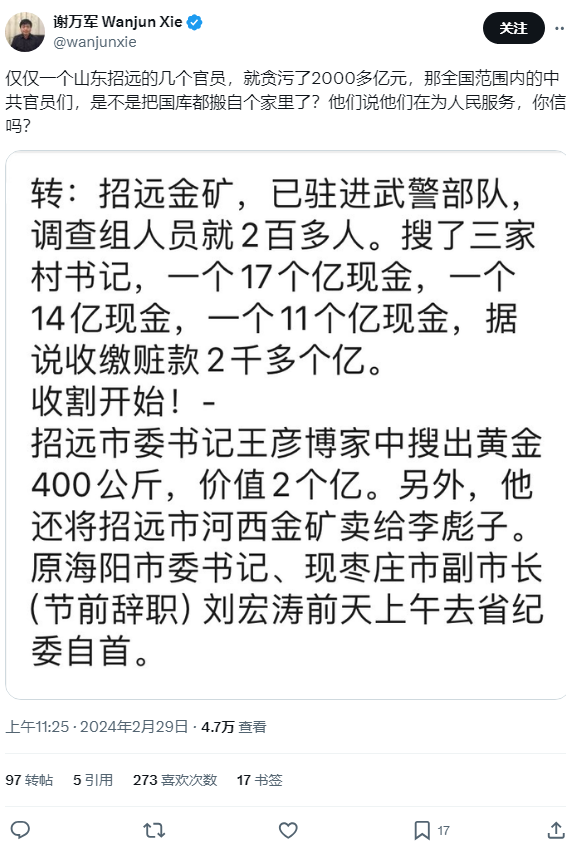 谢万军 Wanjun Xie
@wanjunxie
关注
仅仅一个山东招远的几个官员，就贪污了2000多亿元，那全国范围内的中
共官员们，是不是把国库都搬自个家里了？他们说他们在为人民服务，你信
吗？
转：招远金矿，已驻进武警部队，
调查组人员就2百多人。搜了三家
村书记，一个17个亿现金，一个
14亿现金，一个11个亿现金，据
说收缴赃款2千多个亿。
收割开始！-
招远市委书记王彦博家中搜出黄金
400公斤，价值2个亿。另外，他
还将招远市河西金矿卖给李彪子。
原海阳市委书记、现枣庄市副市长
(节前辞职) 刘宏涛前天上午去省纪
委自首。
上午11:25 · 2024年2月29日 · 4.7万 查看
97 转帖 5 引用 273 喜欢次数 17 书签
17